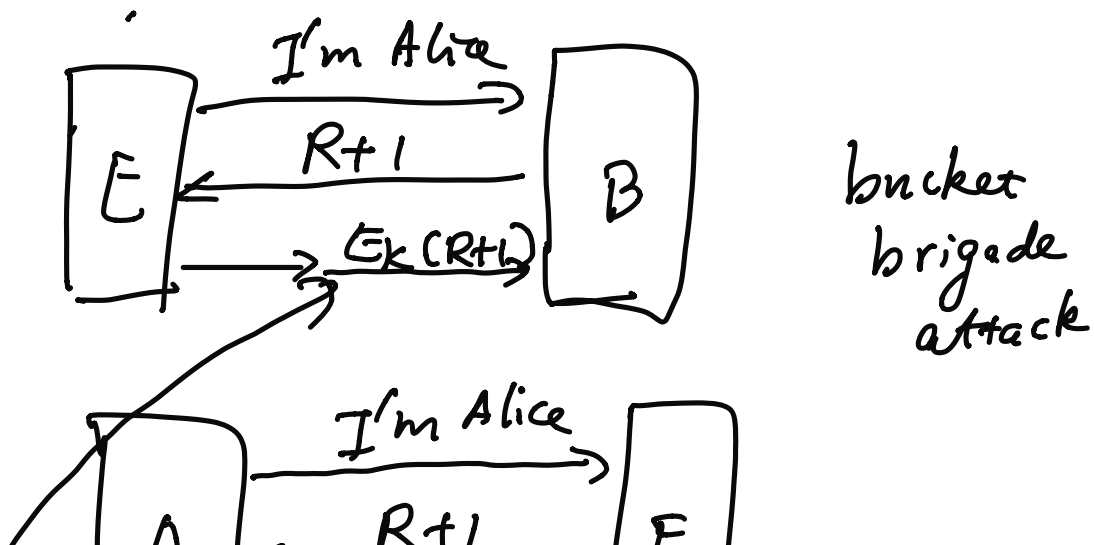 I'm Alice
R+1
E
B
Ek(R+1)
bucket
brigade
attack
I'm Alice
R+1
A
E